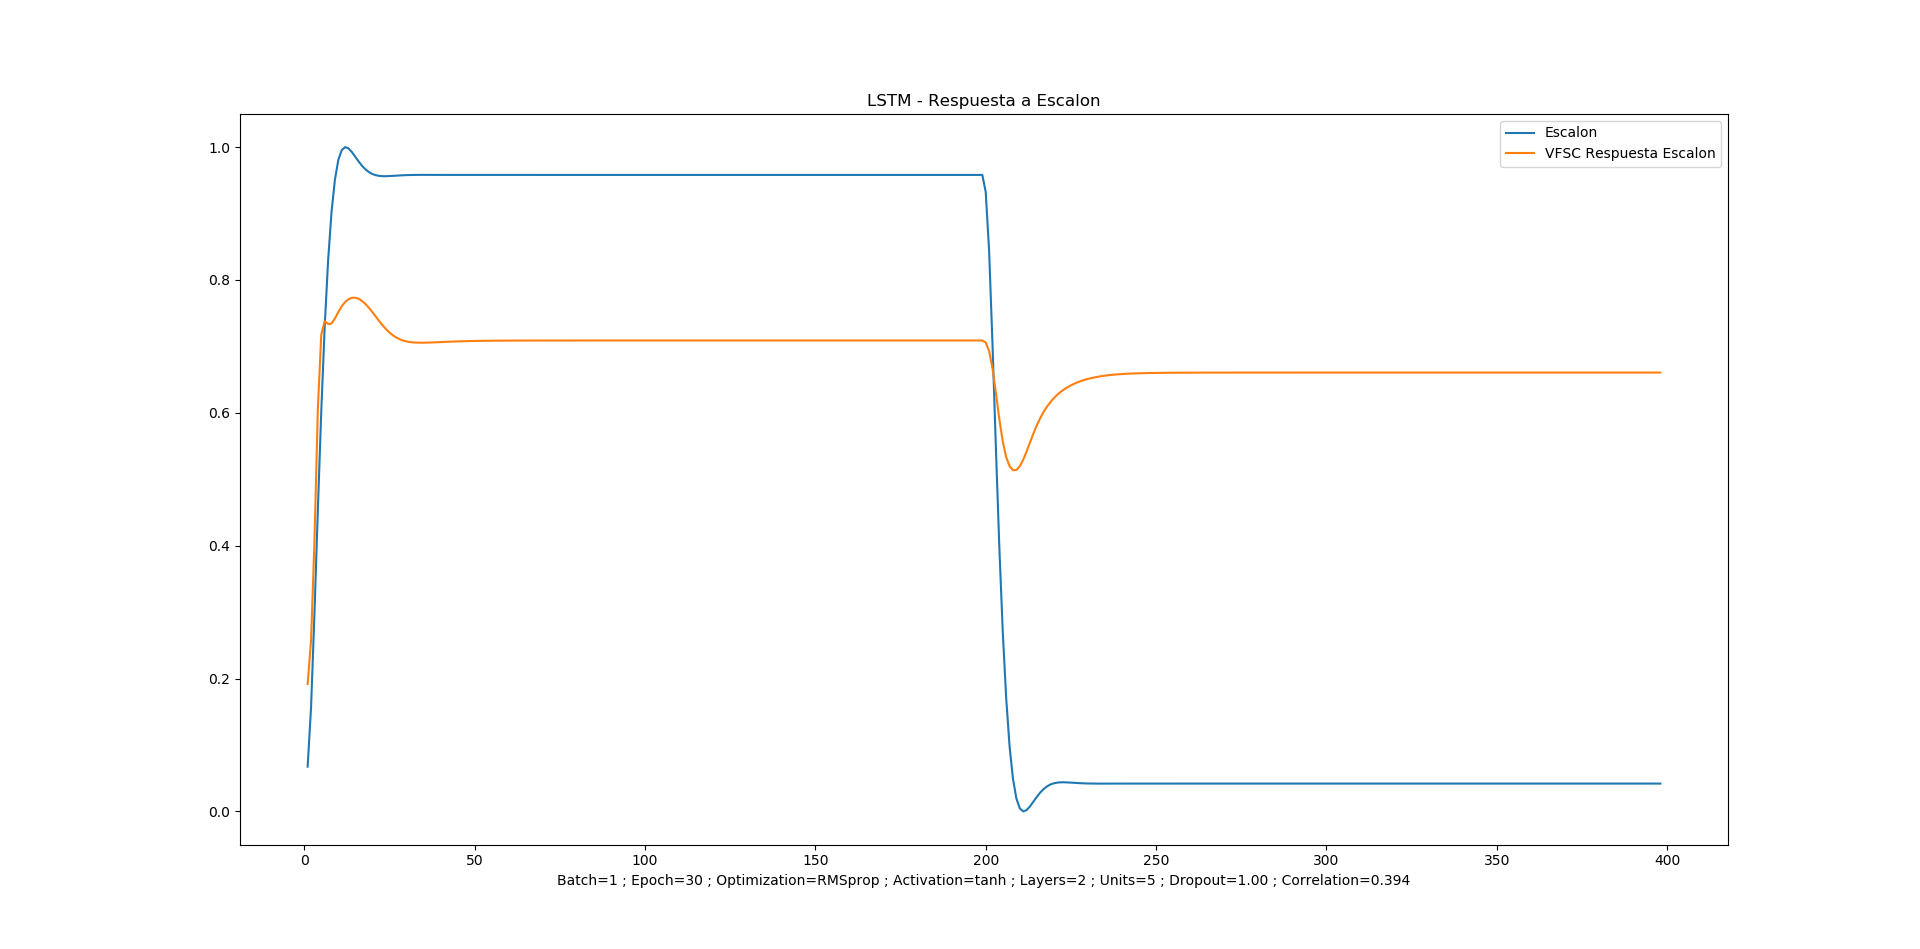 LSTM - Respuesta a Escalon
Escalon
VFSC Respuesta Escalon
1.0
0.8
0.6
0.4
0.2
0.0
0 50 100 150 200 250 300 350 400
Batch=1 ; Epoch=30 ; Optimization=RMSprop ; Activation=tanh ; Layers=2 ; Units=5 ; Dropout=1.00 ; Correlation=0.394